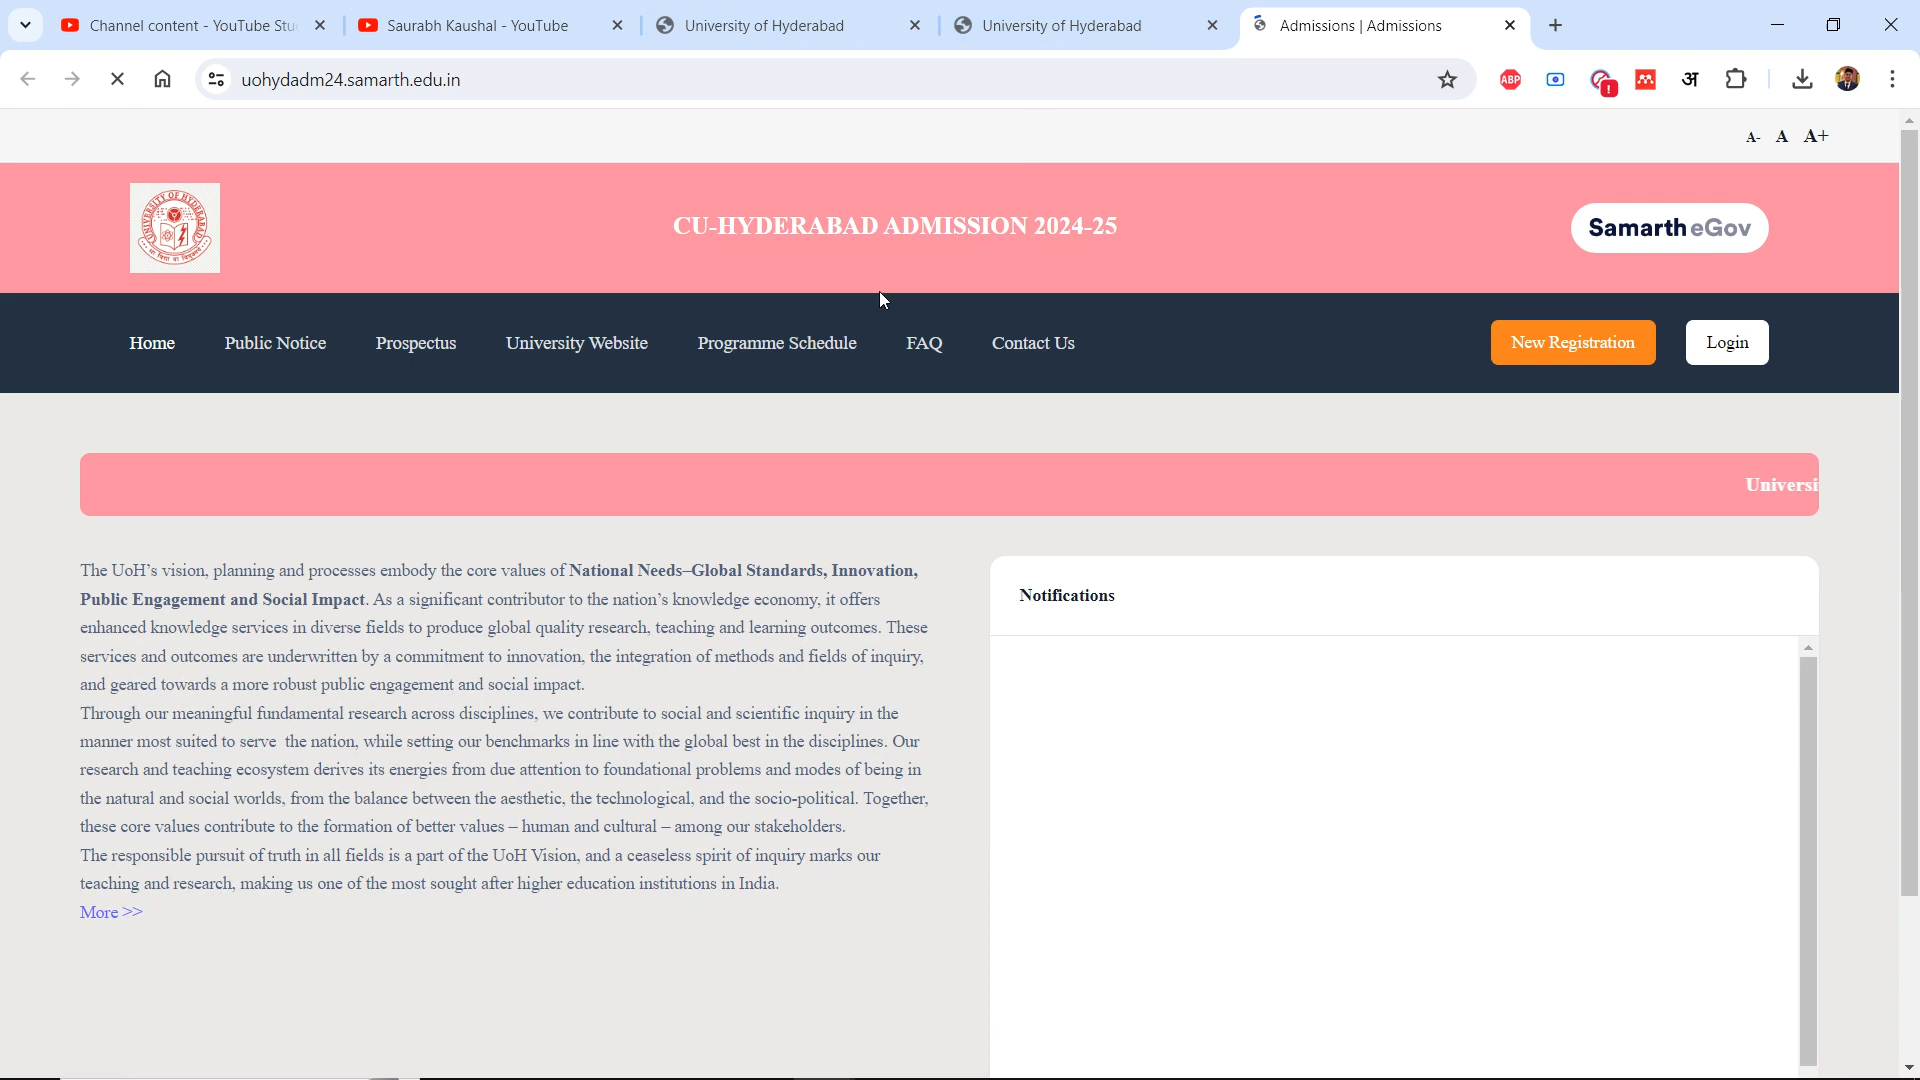 Channel content - YouTube Stu
Saurabh Kaushal - YouTube
University of Hyderabad
University of Hyderabad
Admissions | Admissions
uohydadm24.samarth.edu.in
ABP
अ
A- A A+
UNIVERSITY OF HYDERABAD
CU-HYDERABAD ADMISSION 2024-25
Samarth eGov
Home Public Notice Prospectus University Website Programme Schedule FAQ Contact Us New Registration Login
Universi
The UoH's vision, planning and processes embody the core values of National Needs–Global Standards, Innovation,
Public Engagement and Social Impact. As a significant contributor to the nation's knowledge economy, it offers
enhanced knowledge services in diverse fields to produce global quality research, teaching and learning outcomes. These
services and outcomes are underwritten by a commitment to innovation, the integration of methods and fields of inquiry,
and geared towards a more robust public engagement and social impact.
Through our meaningful fundamental research across disciplines, we contribute to social and scientific inquiry in the
manner most suited to serve the nation, while setting our benchmarks in line with the global best in the disciplines. Our
research and teaching ecosystem derives its energies from due attention to foundational problems and modes of being in
the natural and social worlds, from the balance between the aesthetic, the technological, and the socio-political. Together,
these core values contribute to the formation of better values – human and cultural – among our stakeholders.
The responsible pursuit of truth in all fields is a part of the UoH Vision, and a ceaseless spirit of inquiry marks our
teaching and research, making us one of the most sought after higher education institutions in India.
More >>
Notifications